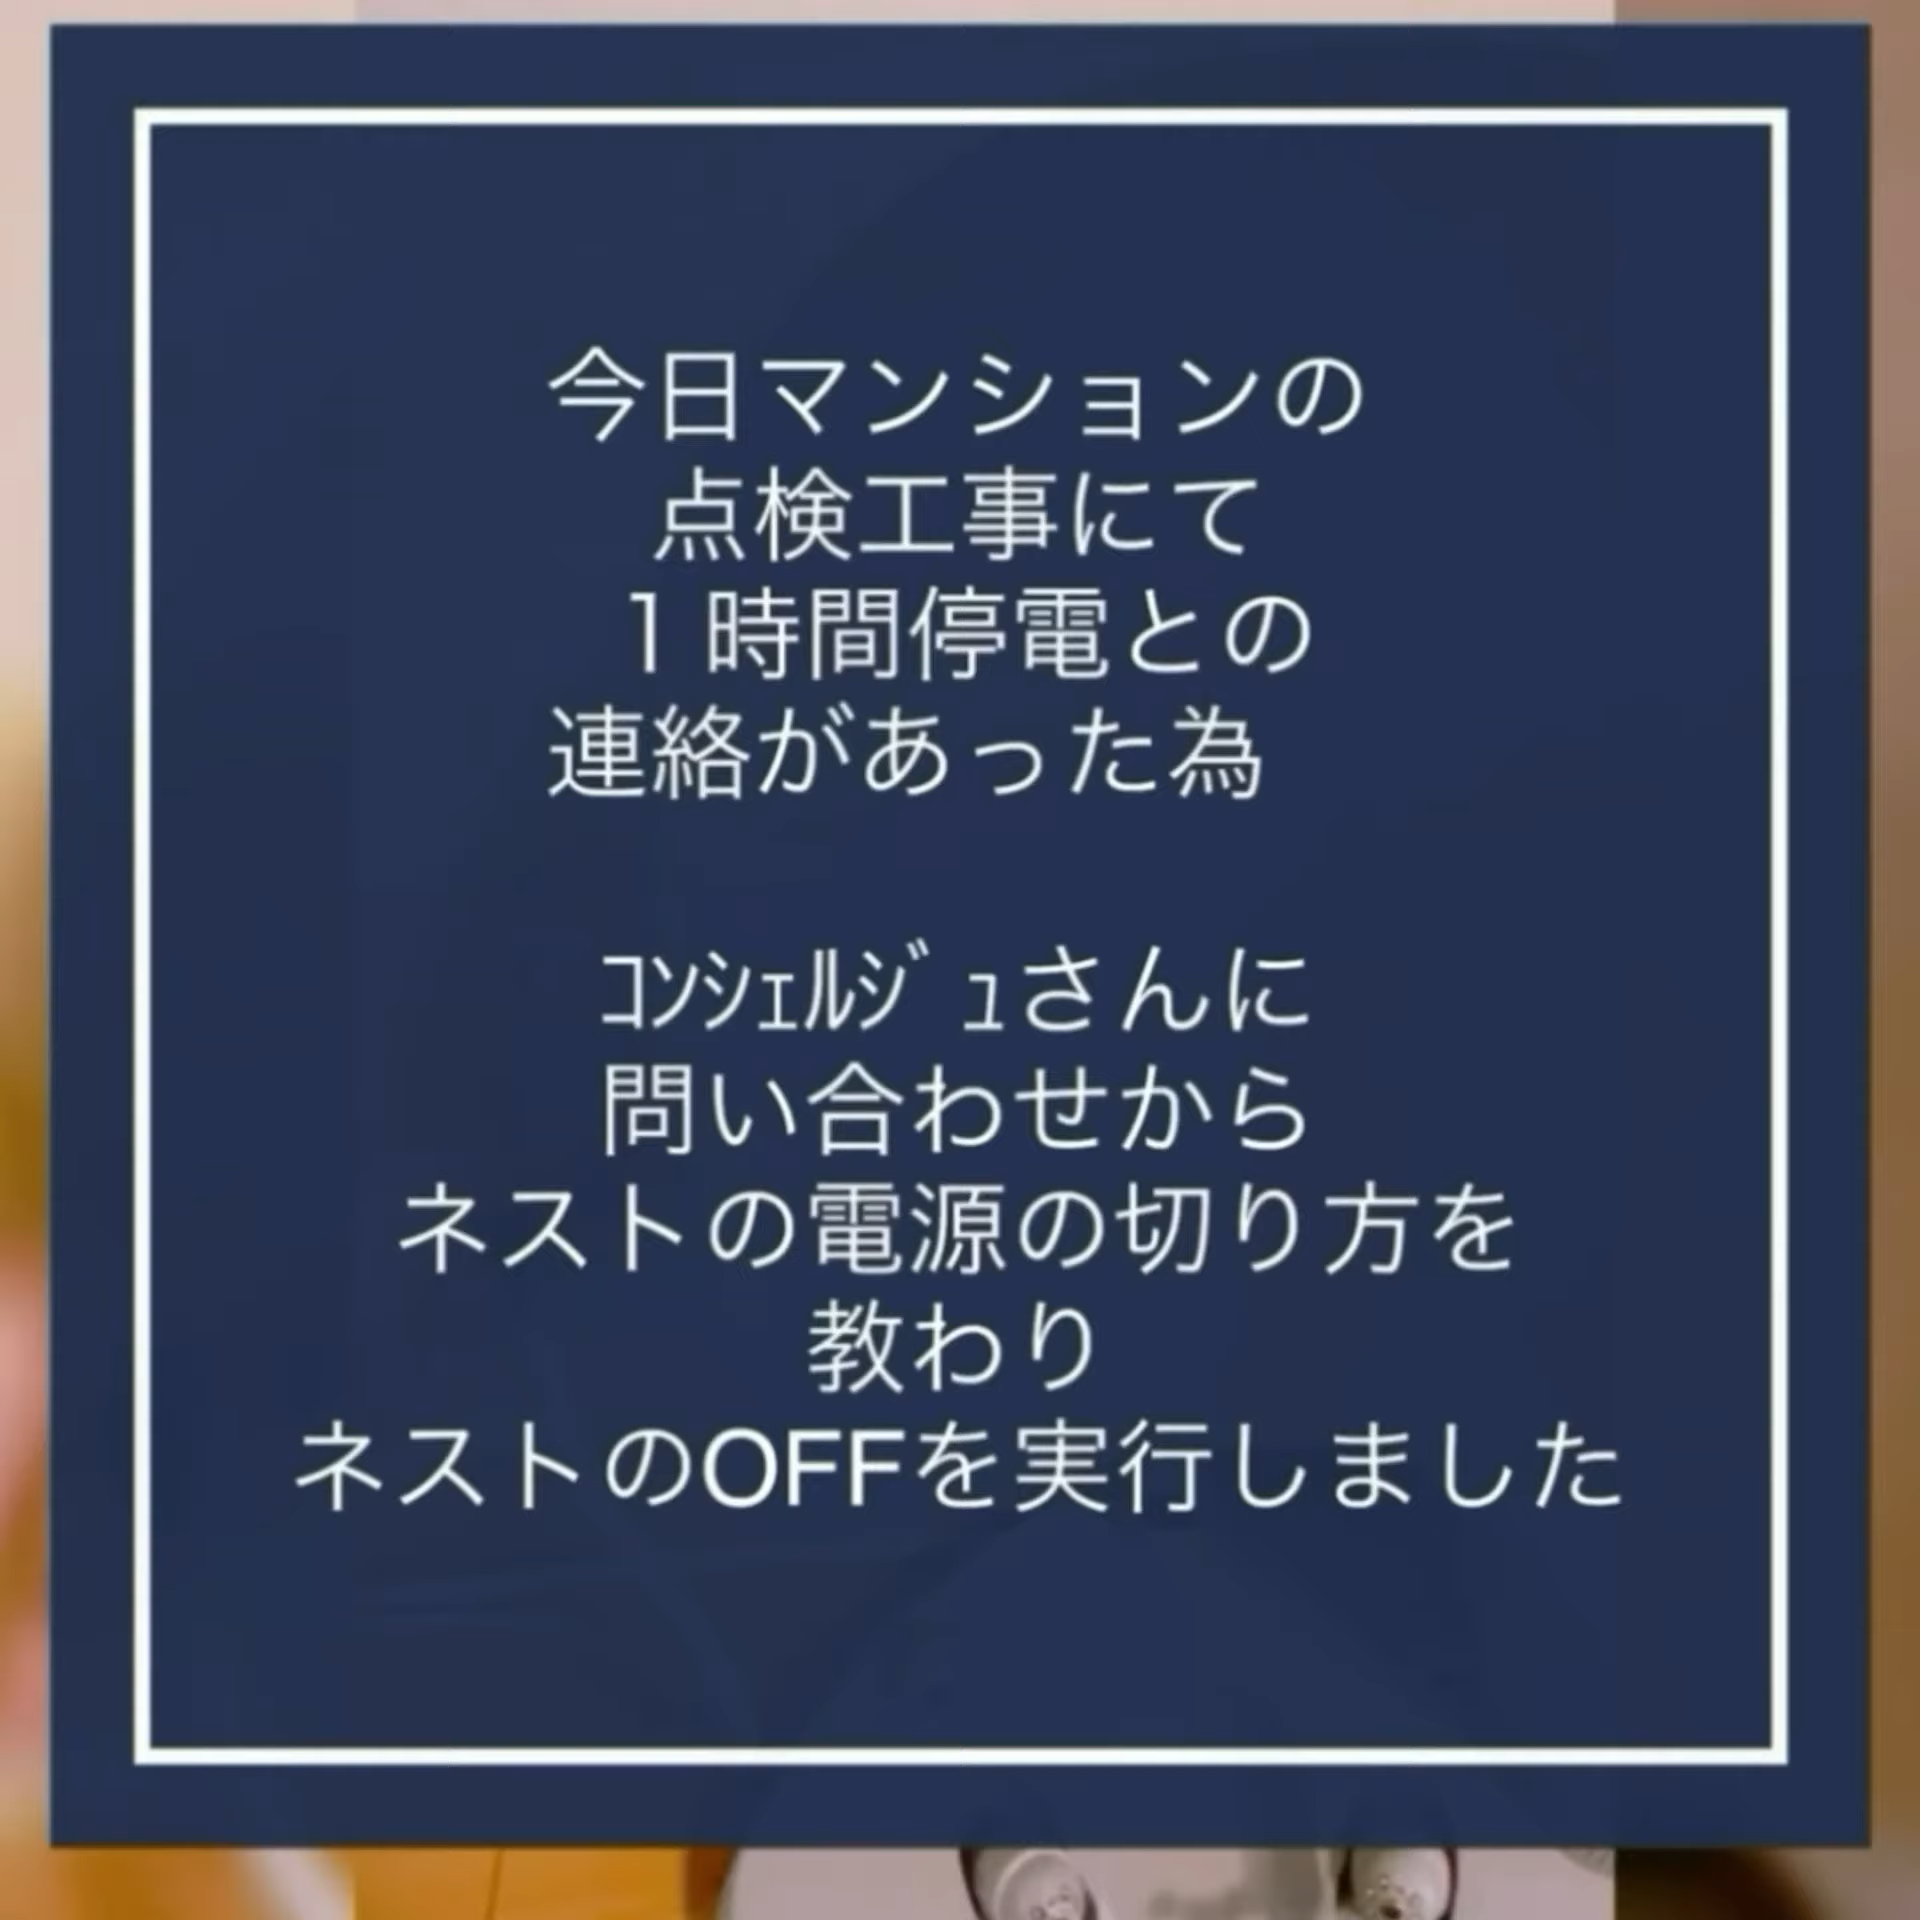 今日マンションの
点検工事にて
１時間停電との
連絡があった為
ｺﾝｼｪﾙｼﾞｭさんに
問い合わせから
ネストの電源の切り方を
教わり
ネストのOFFを実行しました